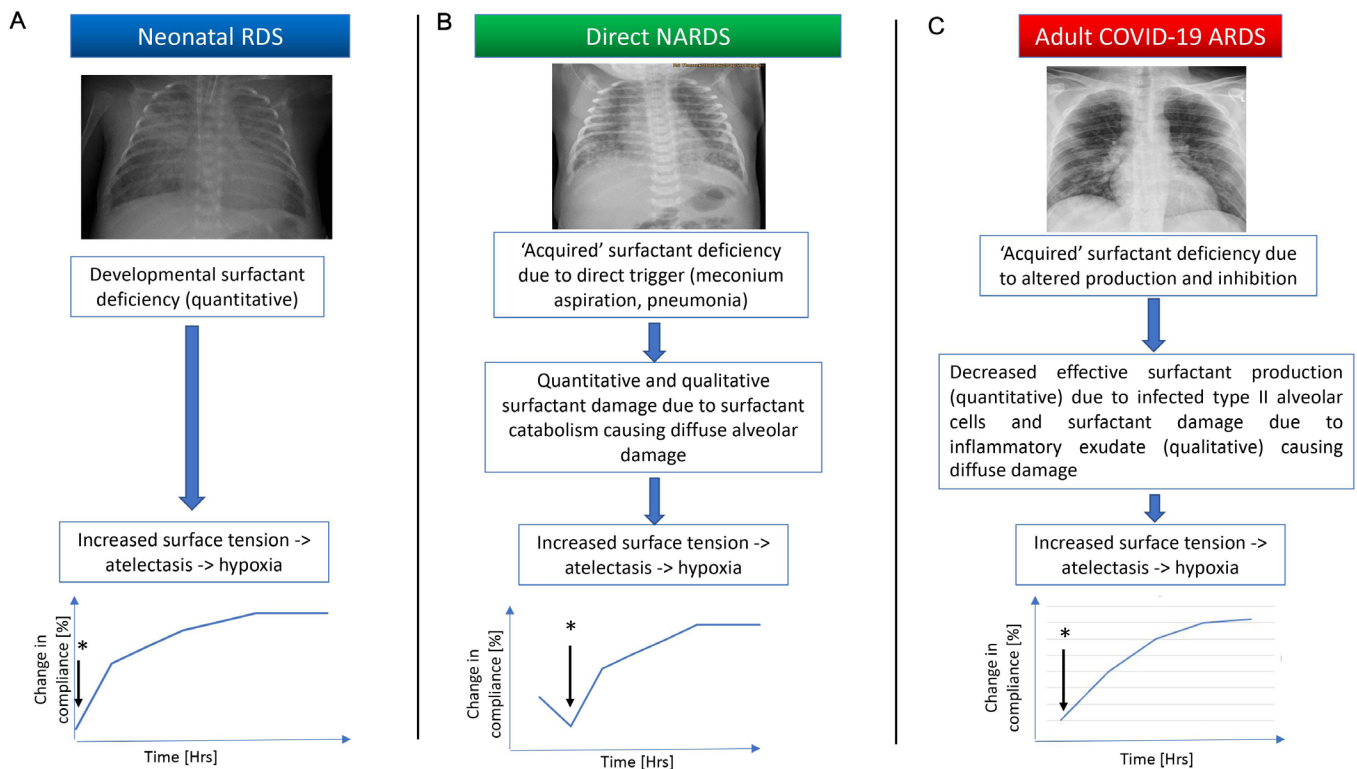 A
Neonatal RDS
Developmental surfactant
deficiency (quantitative)
Increased surface tension ->
atelectasis -> hypoxia
Change in
compliance [%]
*
Time [Hrs]
B
Direct NARDS
‘Acquired’ surfactant deficiency
due to direct trigger (meconium
aspiration, pneumonia)
Quantitative and qualitative
surfactant damage due to surfactant
catabolism causing diffuse alveolar
damage
Increased surface tension ->
atelectasis -> hypoxia
Change in
compliance [%]
*
Time [Hrs]
C
Adult COVID-19 ARDS
‘Acquired’ surfactant deficiency due
to altered production and inhibition
Decreased effective surfactant production
(quantitative) due to infected type II alveolar
cells and surfactant damage due to
inflammatory exudate (qualitative) causing
diffuse damage
Increased surface tension ->
atelectasis -> hypoxia
Change in
compliance [%]
*
Time [Hrs]